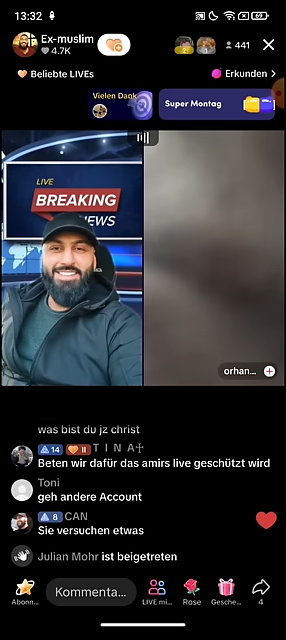 13:32
69
Ex-muslim
4.7K
441
Beliebte LIVEs
Erkunden
Vielen Dank
Super Montag
LIVE
BREAKING
NEWS
orhan...
was bist du jz christ
14 II T I N A☦
Beten wir dafür das amirs live geschützt wird
Toni
geh andere Account
8 CAN
Sie versuchen etwas
Julian Mohr ist beigetreten
Kommenta...
Abonn... LIVE mi... Rose Gesche... 4